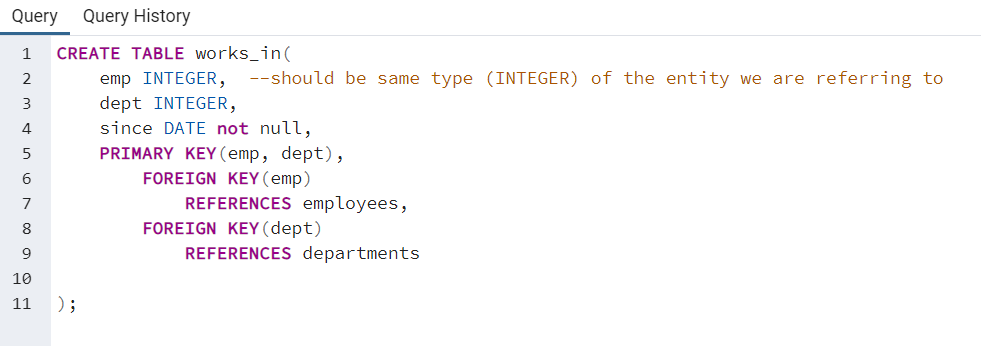 Query Query History
1 CREATE TABLE works_in(
2 emp INTEGER, --should be same type (INTEGER) of the entity we are referring to
3 dept INTEGER,
4 since DATE not null,
5 PRIMARY KEY(emp, dept),
6 FOREIGN KEY(emp)
7 REFERENCES employees,
8 FOREIGN KEY(dept)
9 REFERENCES departments
10
11 );